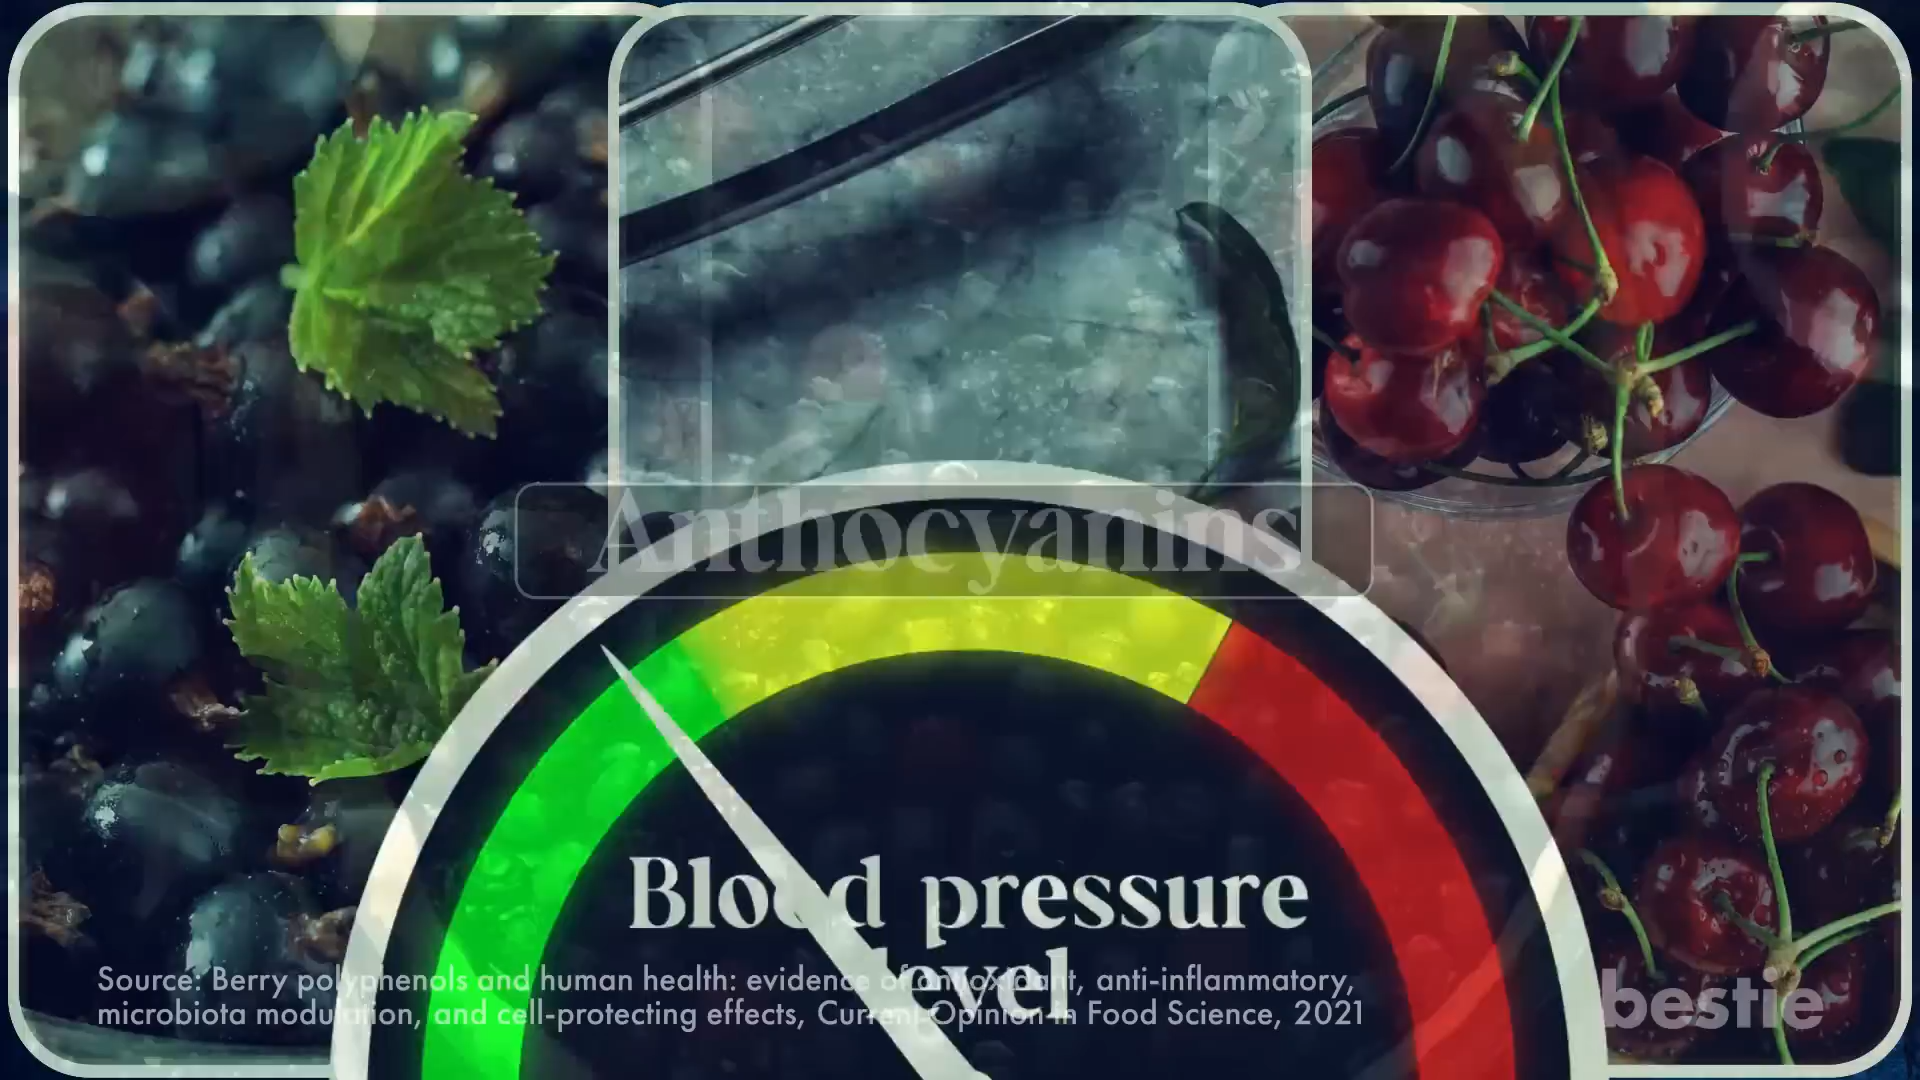 Anthocyanins
Blood pressure
level
Source: Berry polyphenols and human health: evidence of antioxidant, anti-inflammatory,
microbiota modulation, and cell-protecting effects, Current Opinion in Food Science, 2021
bestie